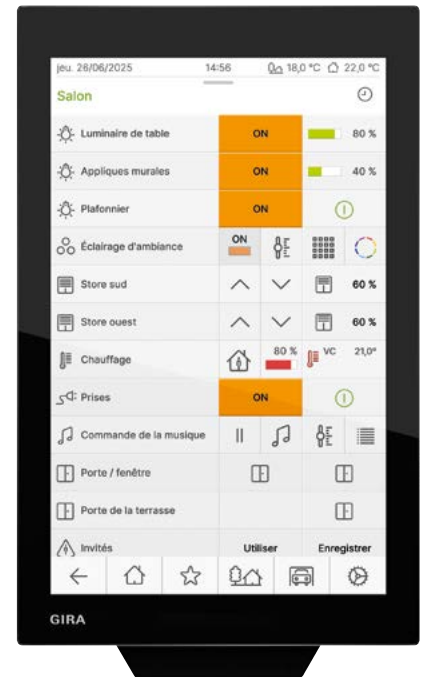 jeu. 26/06/2025 14:56 18,0 °C 22,0 °C
Salon
Luminaire de table ON 80 %
Appliques murales ON 40 %
Plafonnier ON
Éclairage d'ambiance ON
Store sud 60 %
Store ouest 60 %
Chauffage 80 % VC 21,0°
Prises ON
Commande de la musique
Porte / fenêtre
Porte de la terrasse
Invités Utiliser Enregistrer
GIRA